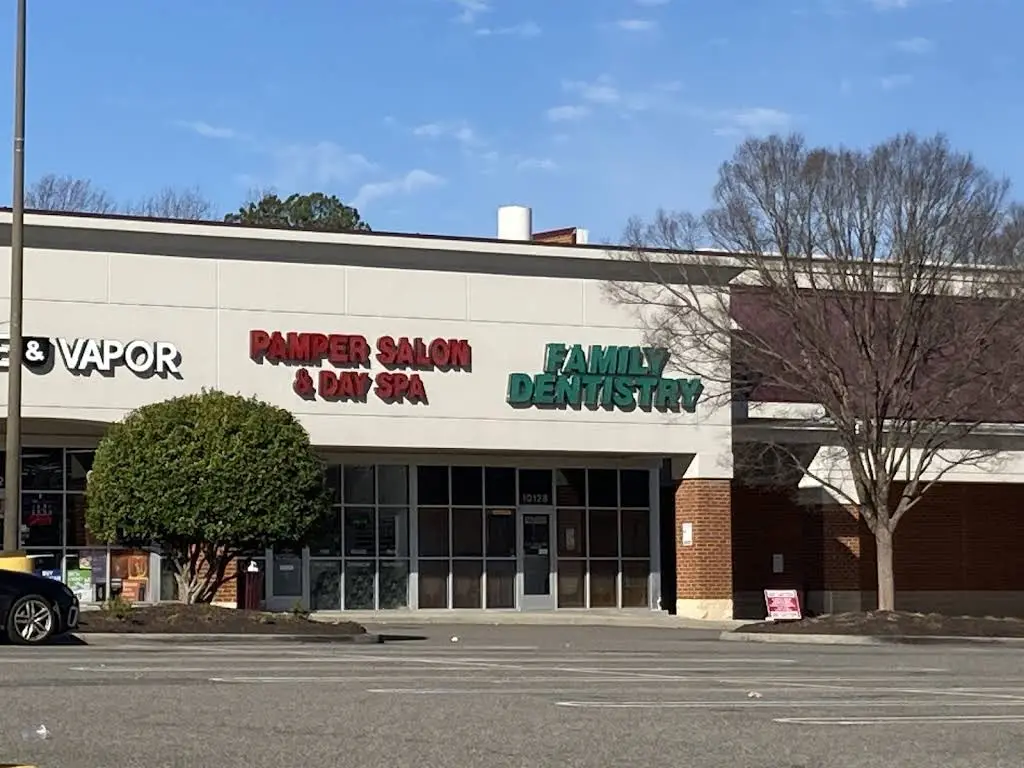 & VAPOR
PAMPER SALON
& DAY SPA
FAMILY
DENTISTRY
10128